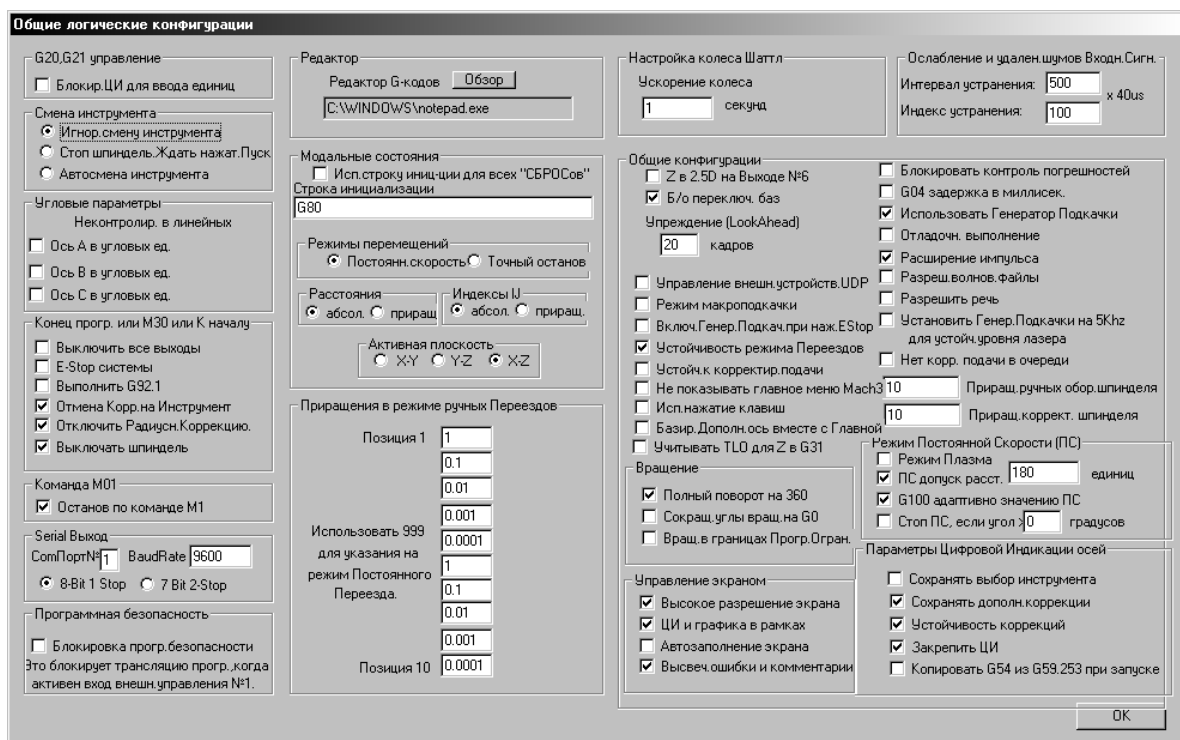 Общие логические конфигурации
G20,G21 управление
Блокир.ЦИ для ввода единиц
Смена инструмента
Игнор.смену инструмента
Стоп шпиндель.Ждать нажат.Пуск
Автосмена инструмента
Угловые параметры
Неконтролир. в линейных
Ось A в угловых ед.
Ось B в угловых ед.
Ось C в угловых ед.
Конец прогр. или M30 или К началу
Выключить все выходы
E-Stop системы
Выполнить G92.1
Отмена Корр.на Инструмент
Отключить Радиусн.Коррекцию.
Выключать шпиндель
Команда M01
Останов по команде M1
Serial Выход
ComПорт№ 1 BaudRate 9600
8-Bit 1 Stop 7 Bit 2-Stop
Программная безопасность
Блокировка прогр.безопасности
Это блокирует трансляцию прогр.,когда
активен вход внешн.управления №1.
Редактор
Редактор G-кодов Обзор
C:\WINDOWS\notepad.exe
Модальные состояния
Исп.строку иниц-ции для всех "СБРОСов"
Строка инициализации
G80
Режимы перемещений
Постоянн.скорость Точный останов
Расстояния
абсол. приращ
Индексы IJ
абсол. приращ.
Активная плоскость
X-Y Y-Z X-Z
Приращения в режиме ручных Переездов
Позиция 1 1
0.1
0.01
0.001
Использовать 999
0.0001
для указания на
1
режим Постоянного
0.1
Переезда.
0.01
0.001
Позиция 10 0.0001
Настройка колеса Шаттл
Ускорение колеса
1 секунд
Ослабление и удален.шумов Входн.Сигн.
Интервал устранения: 500
x 40us
Индекс устранения: 100
Общие конфигурации
Z в 2.5D на Выходе №6
Б/о переключ. баз
Упреждение (LookAhead)
20 кадров
Управление внешн.устройств.UDP
Режим макроподкачки
Включ.Генер.Подкач.при наж.EStop
Устойчивость режима Переездов
Устойч.к корректир.подачи
Не показывать главное меню Mach3
Исп.нажатие клавиш
Базир.Дополн.ось вместе с Главной
Учитывать TLO для Z в G31
Блокировать контроль погрешностей
G04 задержка в миллисек.
Использовать Генератор Подкачки
Отладочн. выполнение
Расширение импульса
Разреш.волнов.файлы
Разрешить речь
Установить Генер.Подкачки на 5Khz
для устойч.уровня лазера
Нет корр. подачи в очереди
10 Приращ.ручных обор.шпинделя
10 Приращ.коррект. шпинделя
Вращение
Полный поворот на 360
Сокращ.углы вращ.на G0
Вращ.в границах Прогр.Огран.
Управление экраном
Высокое разрешение экрана
ЦИ и графика в рамках
Автозаполнение экрана
Высвеч.ошибки и комментарии
Режим Постоянной Скорости (ПС)
Режим Плазма
ПС допуск расст. 180 единиц
G100 адаптивно значению ПС
Стоп ПС, если угол > 0 градусов
Параметры Цифровой Индикации осей
Сохранять выбор инструмента
Сохранять дополн.коррекции
Устойчивость коррекций
Закрепить ЦИ
Копировать G54 из G59.253 при запуске
OK